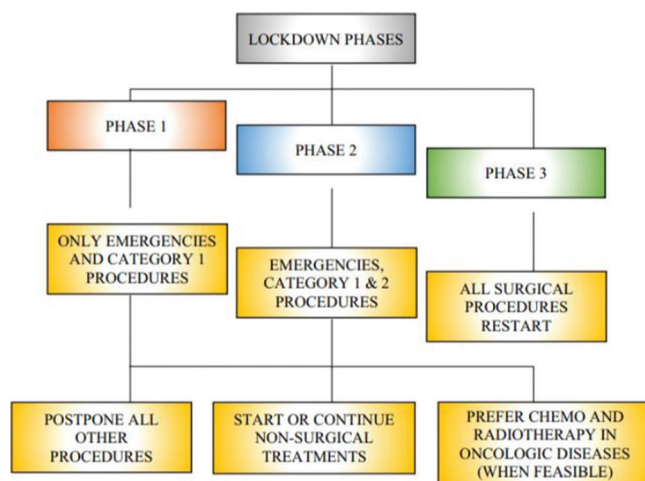 LOCKDOWN PHASES
PHASE 1
PHASE 2
PHASE 3
ONLY EMERGENCIES
AND CATEGORY 1
PROCEDURES
EMERGENCIES,
CATEGORY 1 & 2
PROCEDURES
ALL SURGICAL
PROCEDURES
RESTART
POSTPONE ALL
OTHER
PROCEDURES
START OR CONTINUE
NON-SURGICAL
TREATMENTS
PREFER CHEMO AND
RADIOTHERAPY IN
ONCOLOGIC DISEASES
(WHEN FEASIBLE)